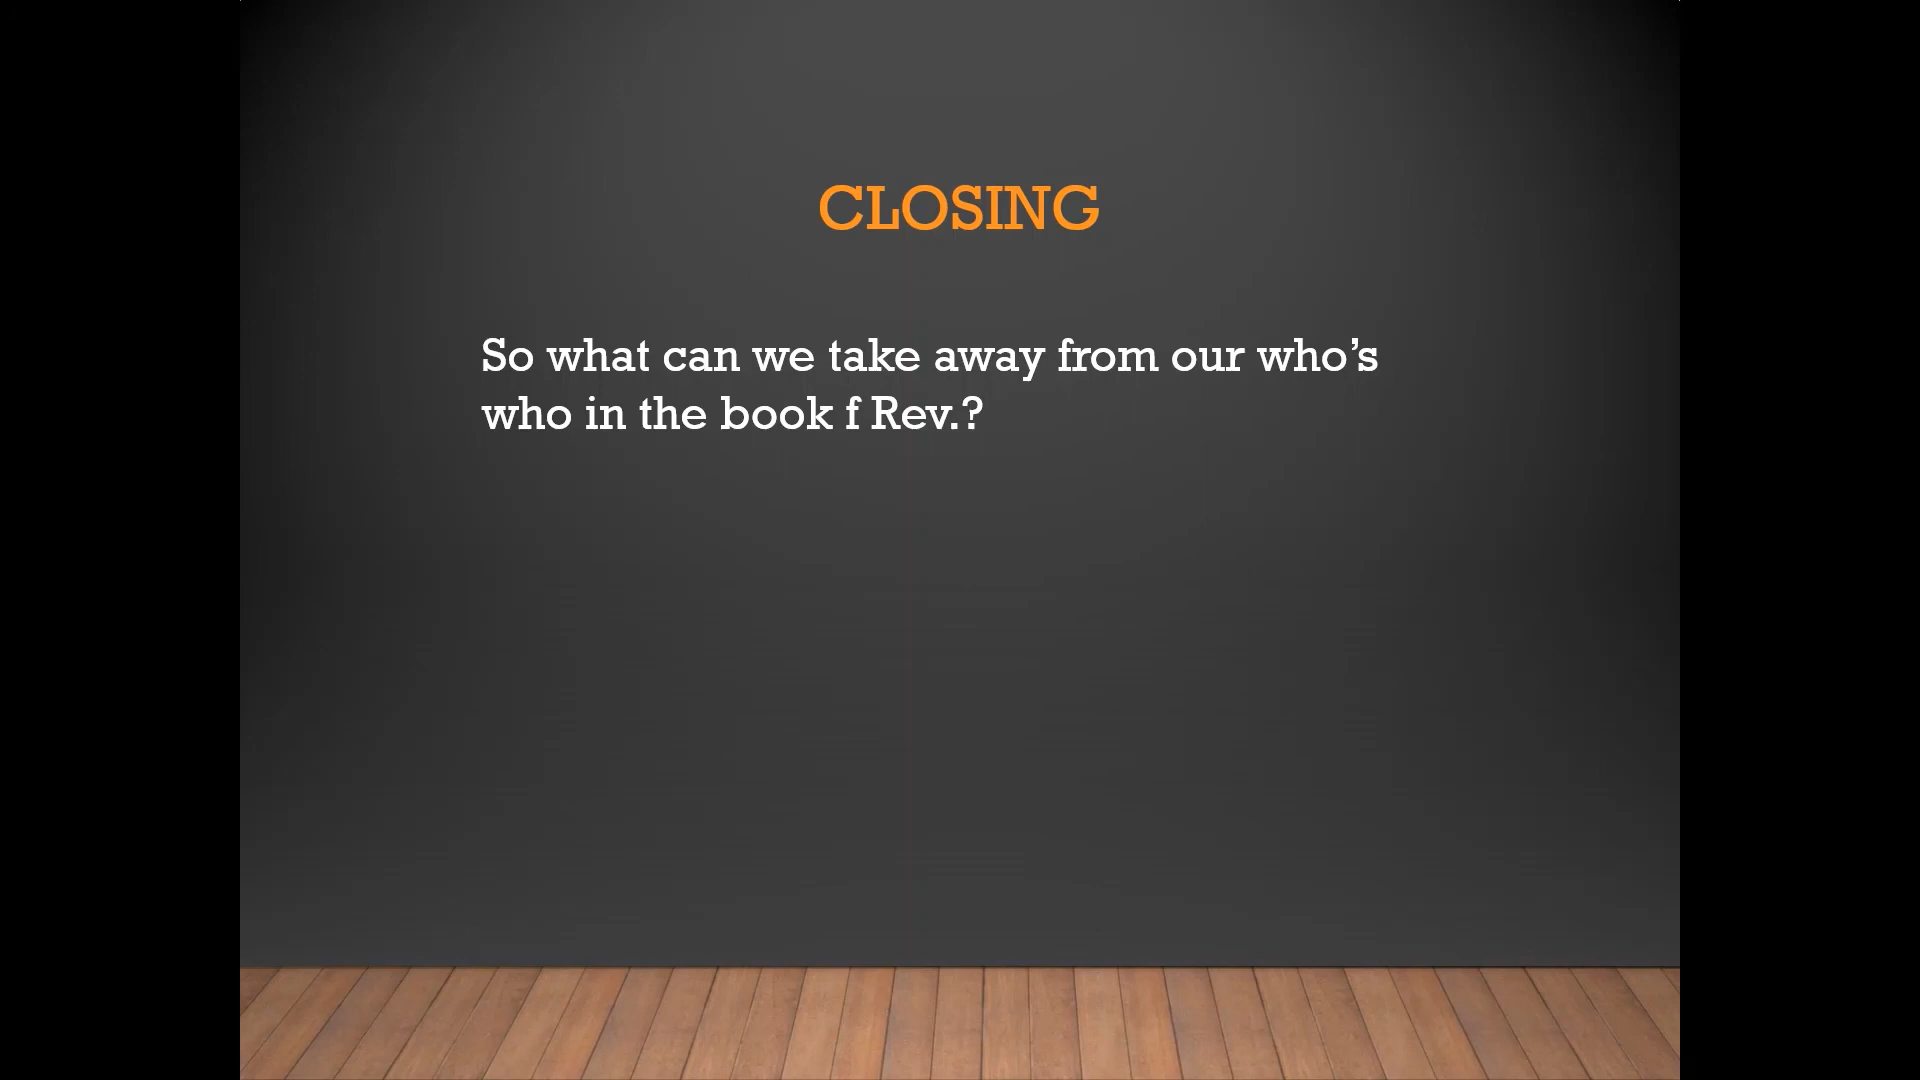 CLOSING
So what can we take away from our who’s
who in the book f Rev.?